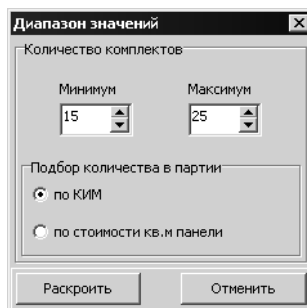 Диапазон значений
Количество комплектов
Минимум Максимум
15 25
Подбор количества в партии
по КИМ
по стоимости кв.м панели
Раскроить Отменить